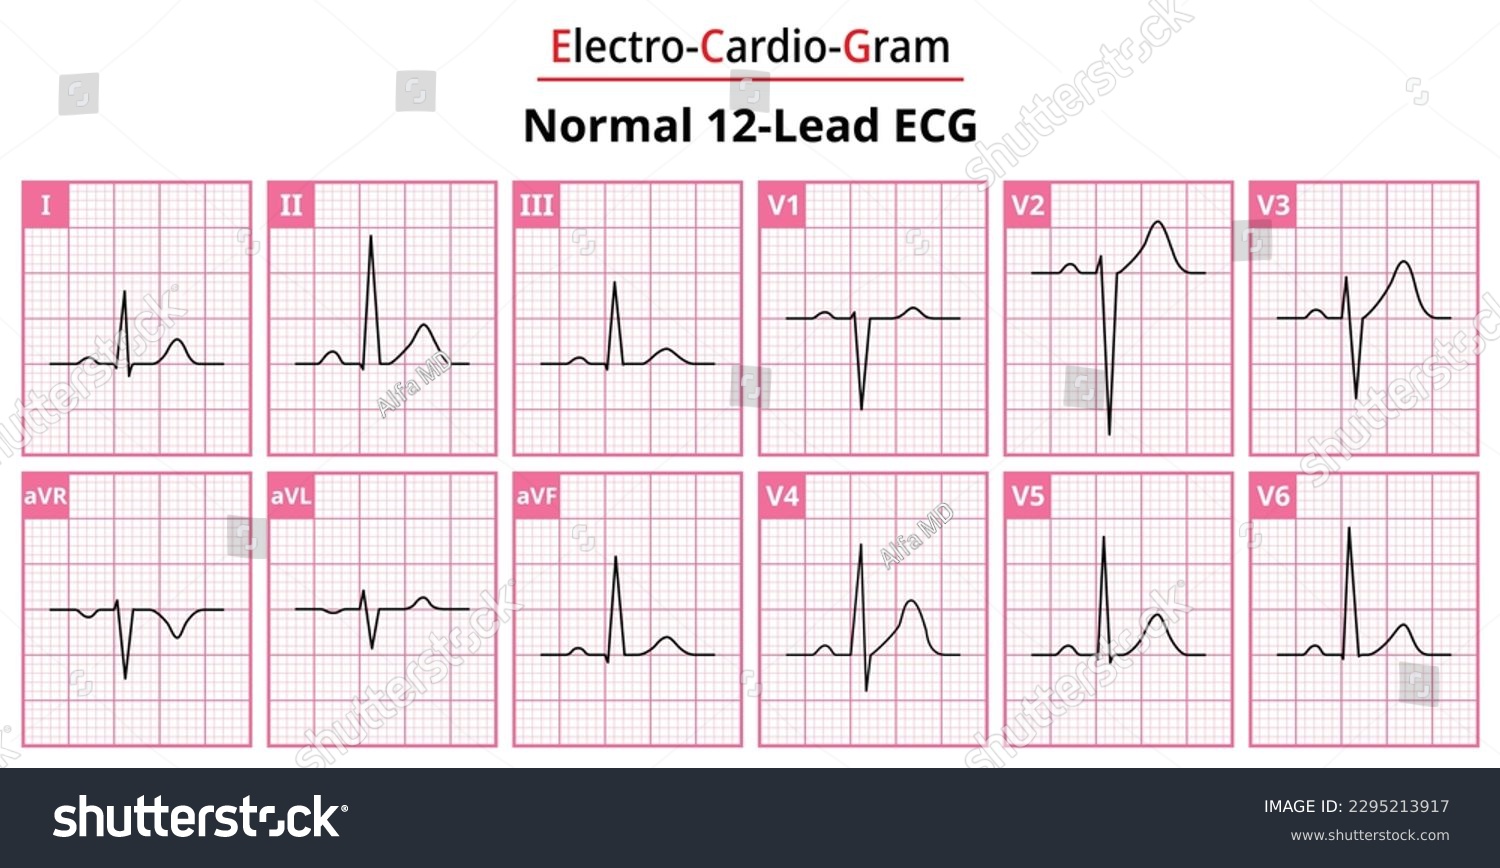 Electro-Cardio-Gram
Normal 12-Lead ECG
I II III V1 V2 V3
aVR aVL aVF V4 V5 V6
Alfa MD
Alfa MD
shutterstock
shutterstock
shutterstock
shutterstock
shutterstock
shutterstock
shutterstock®
IMAGE ID: 2295213917
www.shutterstock.com